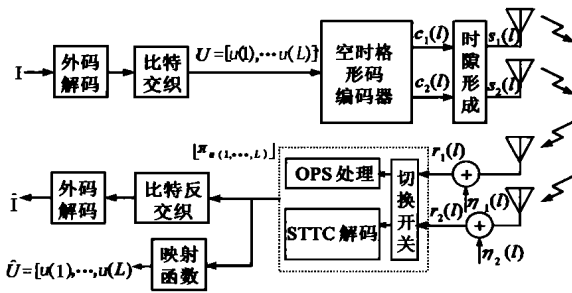 I
外码
解码
比特
交织
U=[u(1),⋯u(L)]
空时格
形码
编码器
c₁(l)
c₂(l)
时
隙
形
成
s₁(l)
s₂(l)
Î
外码
解码
比特反
交织
[π_{u(1,⋯,L)}]
OPS 处理
STTC 解码
切
换
开
关
r₁(l)
+
η₁(l)
r₂(l)
+
η₂(l)
映射
函数
Û=[u(1),⋯,u(L)